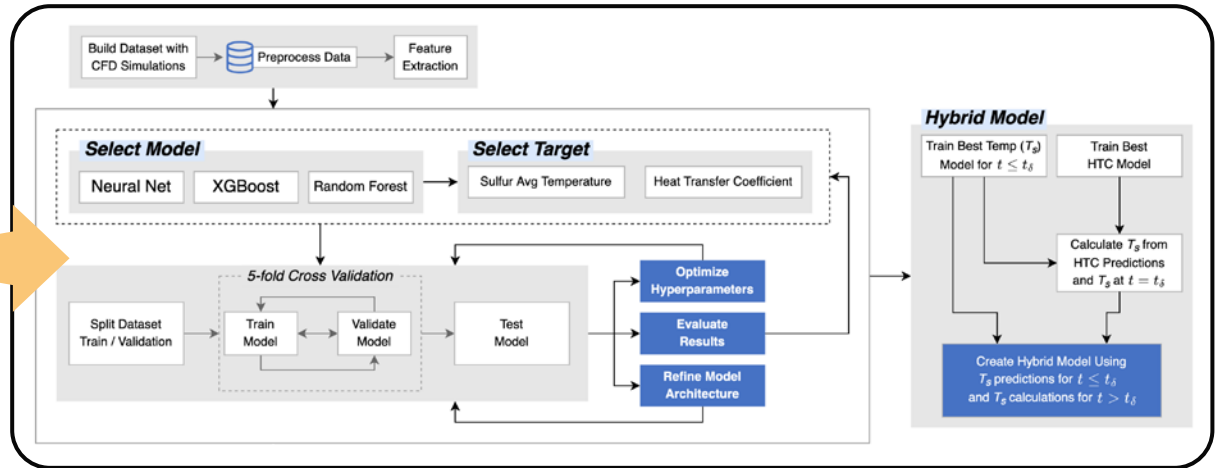 Build Dataset with
CFD Simulations
Preprocess Data
Feature
Extraction
Select Model
Neural Net
XGBoost
Random Forest
Select Target
Sulfur Avg Temperature
Heat Transfer Coefficient
5-fold Cross Validation
Split Dataset
Train / Validation
Train
Model
Validate
Model
Test
Model
Optimize
Hyperparameters
Evaluate
Results
Refine Model
Architecture
Hybrid Model
Train Best Temp (Tₛ)
Model for t ≤ t_δ
Train Best
HTC Model
Calculate Tₛ from
HTC Predictions
and Tₛ at t = t_δ
Create Hybrid Model Using
Tₛ predictions for t ≤ t_δ
and Tₛ calculations for t > t_δ